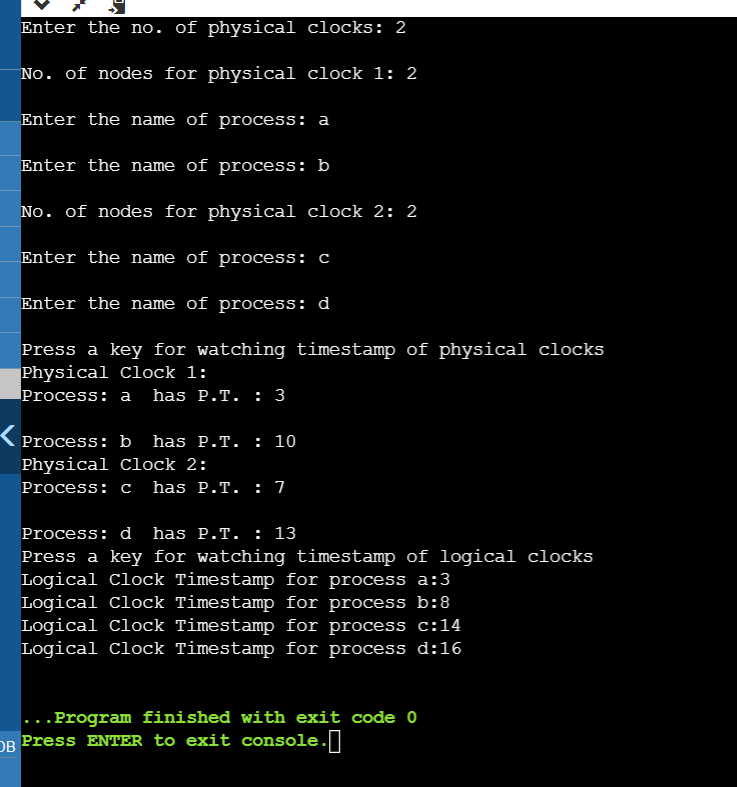 Enter the no. of physical clocks: 2
No. of nodes for physical clock 1: 2
Enter the name of process: a
Enter the name of process: b
No. of nodes for physical clock 2: 2
Enter the name of process: c
Enter the name of process: d
Press a key for watching timestamp of physical clocks
Physical Clock 1:
Process: a  has P.T. : 3
Process: b  has P.T. : 10
Physical Clock 2:
Process: c  has P.T. : 7
Process: d  has P.T. : 13
Press a key for watching timestamp of logical clocks
Logical Clock Timestamp for process a:3
Logical Clock Timestamp for process b:8
Logical Clock Timestamp for process c:14
Logical Clock Timestamp for process d:16
...Program finished with exit code 0
Press ENTER to exit console.